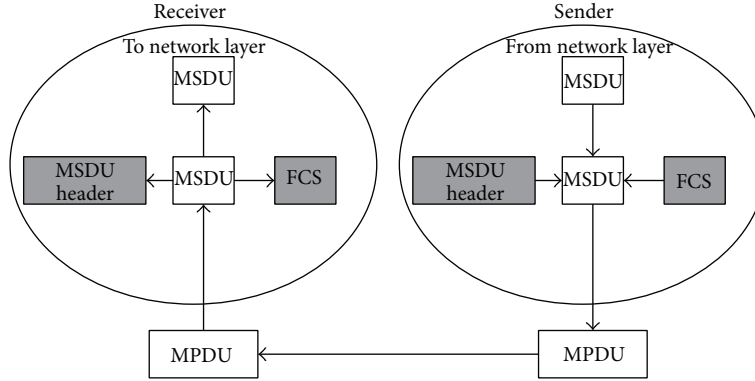 Receiver
To network layer
MSDU
MSDU
header
MSDU
FCS
MPDU
Sender
From network layer
MSDU
MSDU
header
MSDU
FCS
MPDU